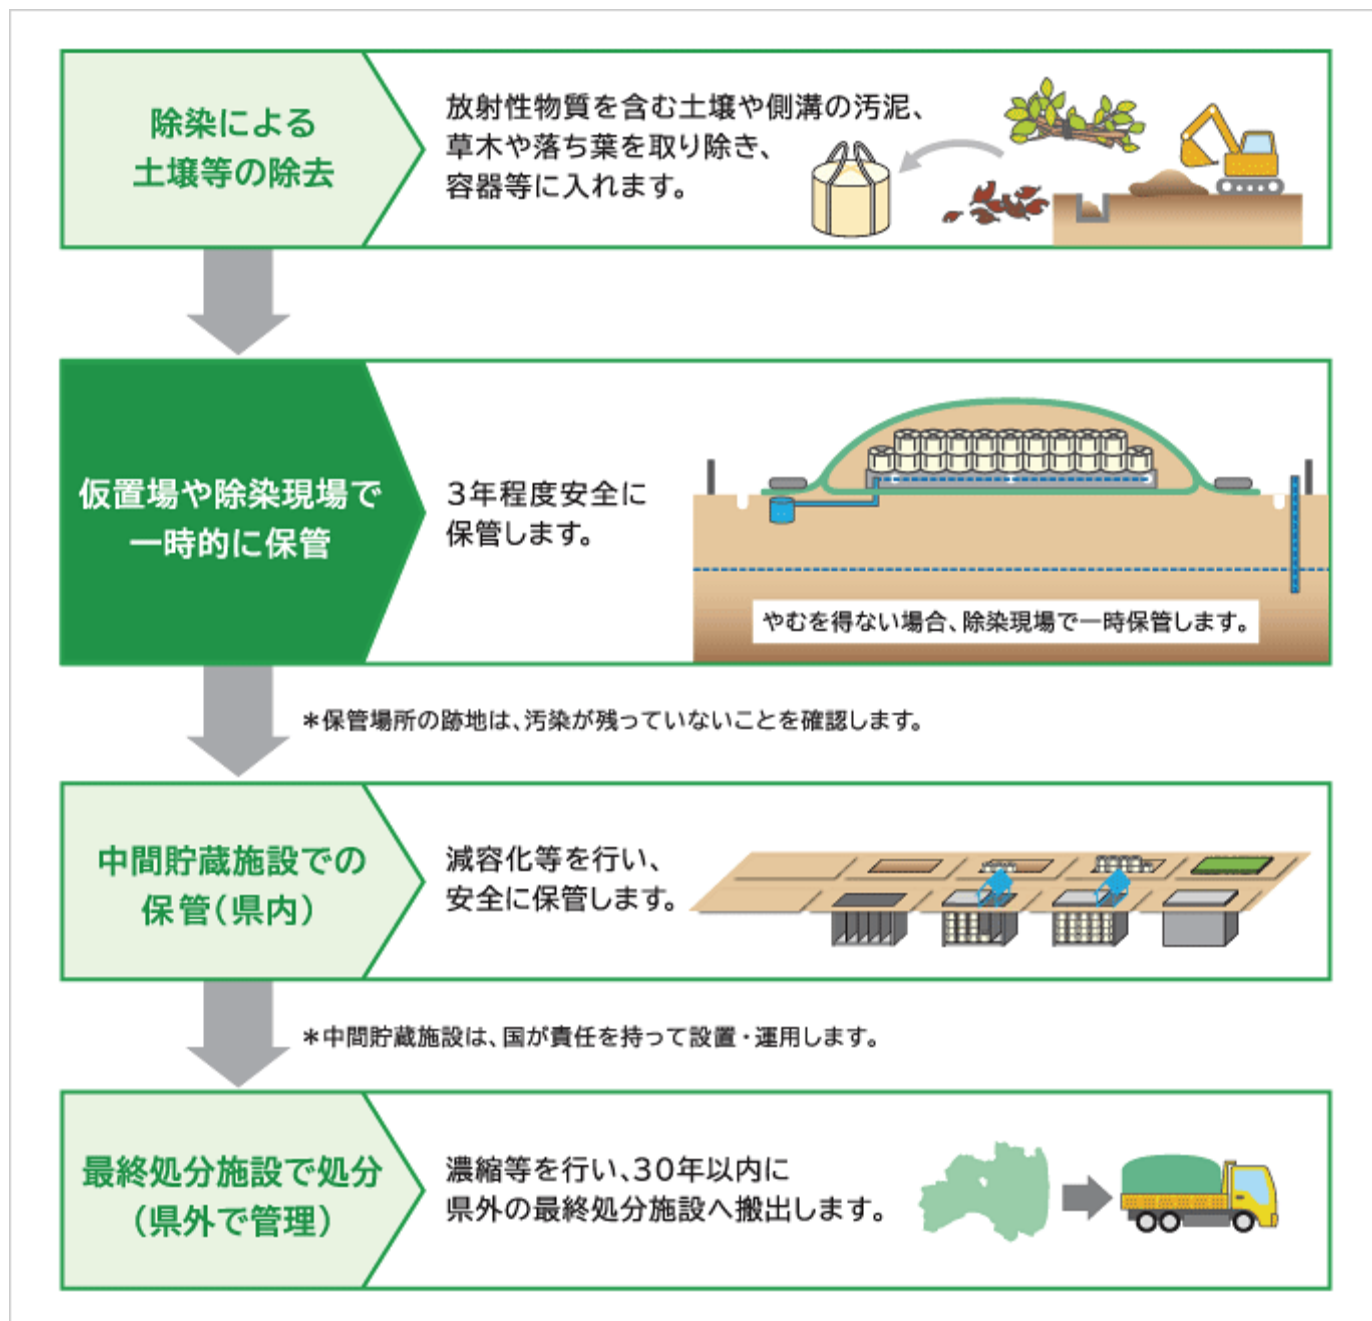 除染による
土壌等の除去
放射性物質を含む土壌や側溝の汚泥、
草木や落ち葉を取り除き、
容器等に入れます。
仮置場や除染現場で
一時的に保管
3年程度安全に
保管します。
やむを得ない場合、除染現場で一時保管します。
＊保管場所の跡地は、汚染が残っていないことを確認します。
中間貯蔵施設での
保管（県内）
減容化等を行い、
安全に保管します。
＊中間貯蔵施設は、国が責任を持って設置・運用します。
最終処分施設で処分
（県外で管理）
濃縮等を行い、30年以内に
県外の最終処分施設へ搬出します。